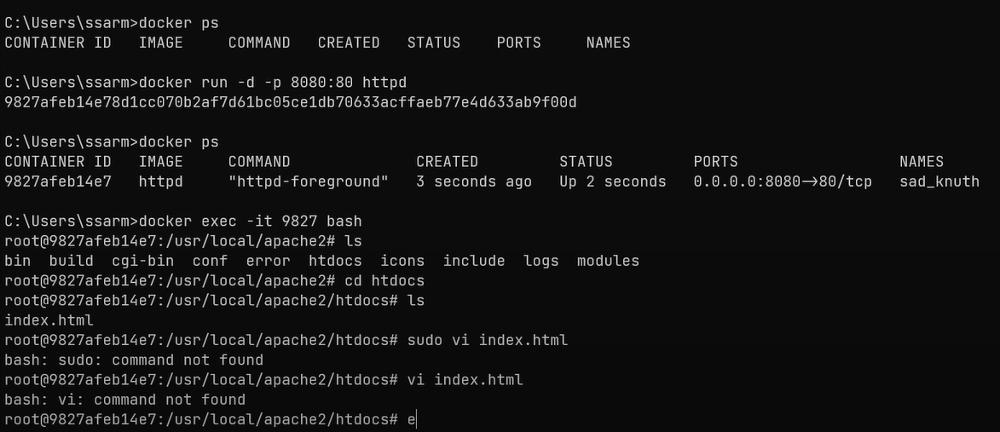 C:\Users\ssarm>docker ps
CONTAINER ID   IMAGE     COMMAND   CREATED   STATUS    PORTS     NAMES
C:\Users\ssarm>docker run -d -p 8080:80 httpd
9827afeb14e78d1cc070b2af7d61bc05ce1db70633acffaeb77e4d633ab9f00d
C:\Users\ssarm>docker ps
CONTAINER ID   IMAGE     COMMAND              CREATED         STATUS         PORTS                  NAMES
9827afeb14e7   httpd     "httpd-foreground"   3 seconds ago   Up 2 seconds   0.0.0.0:8080->80/tcp   sad_knuth
C:\Users\ssarm>docker exec -it 9827 bash
root@9827afeb14e7:/usr/local/apache2# ls
bin  build  cgi-bin  conf  error  htdocs  icons  include  logs  modules
root@9827afeb14e7:/usr/local/apache2# cd htdocs
root@9827afeb14e7:/usr/local/apache2/htdocs# ls
index.html
root@9827afeb14e7:/usr/local/apache2/htdocs# sudo vi index.html
bash: sudo: command not found
root@9827afeb14e7:/usr/local/apache2/htdocs# vi index.html
bash: vi: command not found
root@9827afeb14e7:/usr/local/apache2/htdocs# e